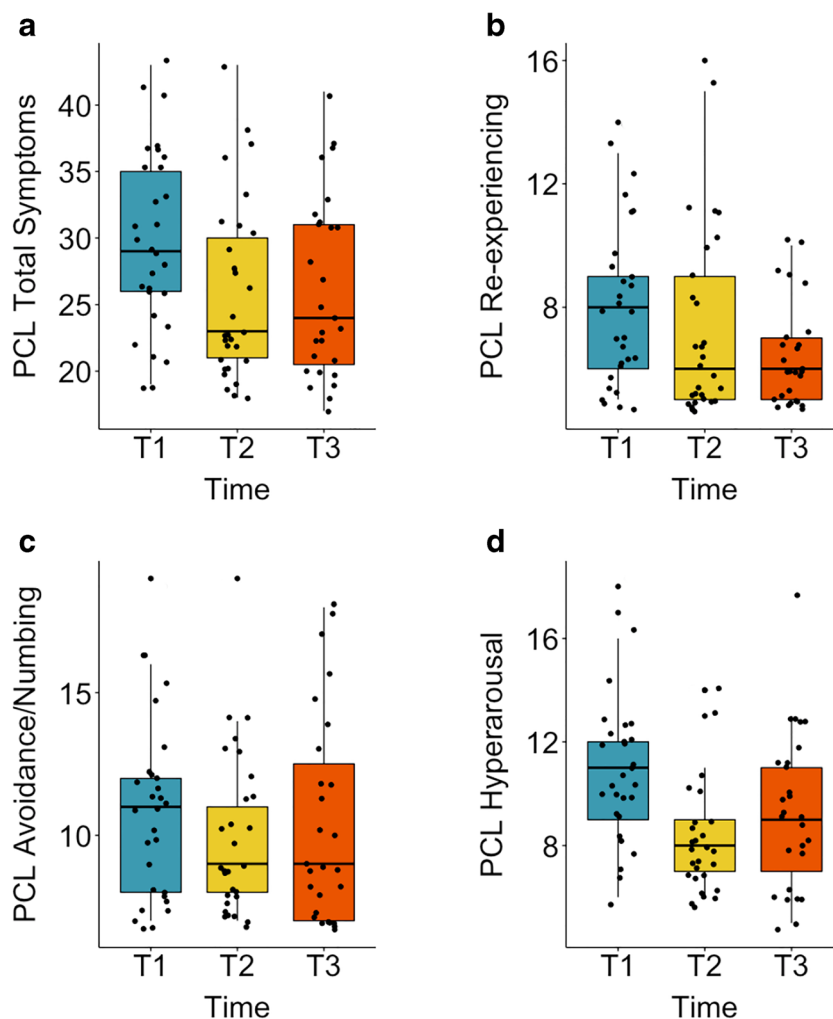 a
PCL Total Symptoms
40
35
30
25
20
T1 T2 T3
Time
b
PCL Re-experiencing
16
12
8
T1 T2 T3
Time
c
PCL Avoidance/Numbing
15
10
T1 T2 T3
Time
d
PCL Hyperarousal
16
12
8
T1 T2 T3
Time